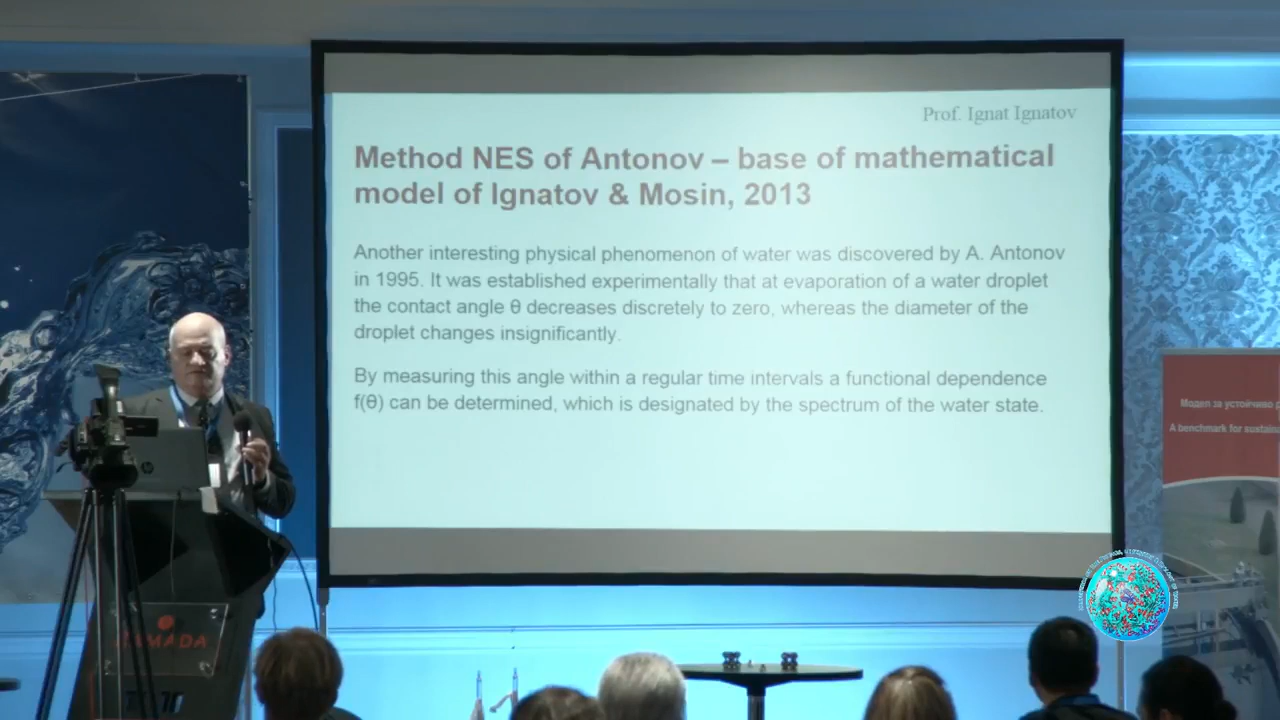 Prof. Ignat Ignatov
Method NES of Antonov – base of mathematical
model of Ignatov & Mosin, 2013
Another interesting physical phenomenon of water was discovered by A. Antonov
in 1995. It was established experimentally that at evaporation of a water droplet
the contact angle θ decreases discretely to zero, whereas the diameter of the
droplet changes insignificantly.
By measuring this angle within a regular time intervals a functional dependence
f(θ) can be determined, which is designated by the spectrum of the water state.
Модел за устойчиво
A benchmark for
hp
RAMADA